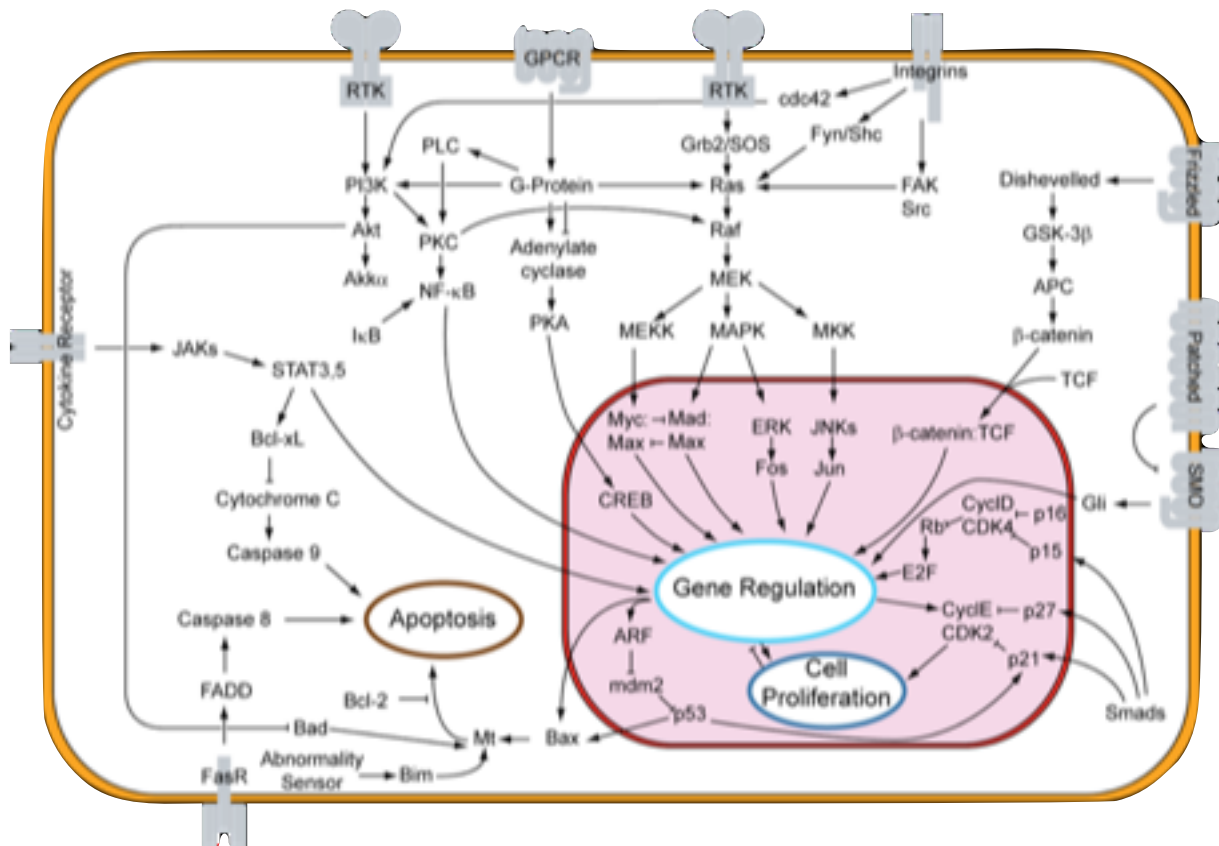 GPCR
RTK
RTK
Integrins
cdc42
Fyn/Shc
Grb2/SOS
PLC
PI3K
G-Protein
Ras
FAK
Src
Dishevelled
Frizzled
Akt
PKC
Adenylate
cyclase
Raf
GSK-3β
Akkα
NF-κB
MEK
APC
IκB
PKA
MEKK
MAPK
MKK
β-catenin
Cytokine Receptor
JAKs
STAT3,5
TCF
Patched
Bcl-xL
Myc:
Max
Mad:
Max
ERK
JNKs
β-catenin:TCF
Fos
Jun
Cytochrome C
CREB
SMO
Gli
CyclD
CDK4
p16
Rb
p15
Caspase 9
E2F
Gene Regulation
Apoptosis
Caspase 8
ARF
CyclE
CDK2
p27
p21
Cell
Proliferation
FADD
Bcl-2
mdm2
p53
Smads
Bad
Mt
Bax
FasR
Abnormality
Sensor
Bim